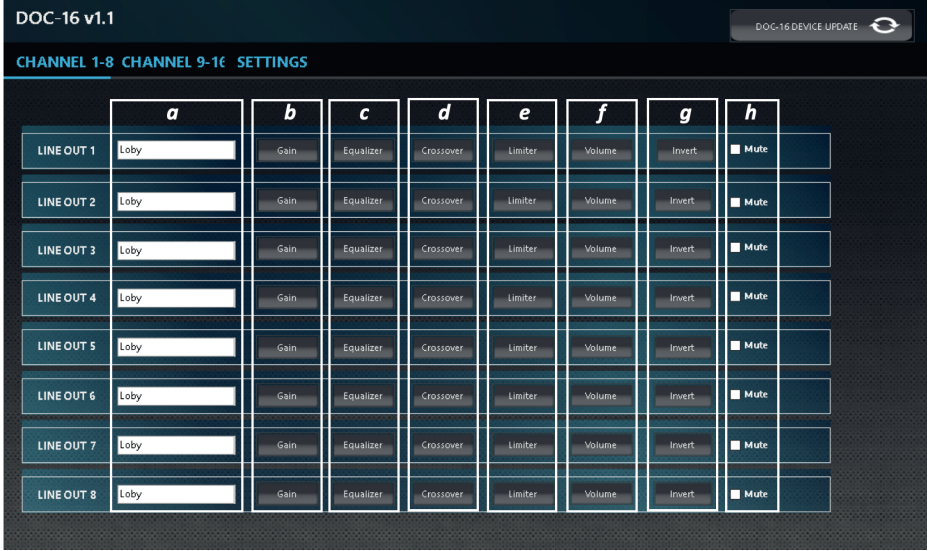 DOC-16 v1.1
DOC-16 DEVICE UPDATE
CHANNEL 1-8 CHANNEL 9-16 SETTINGS
a b c d e f g h
LINE OUT 1 Loby Gain Equalizer Crossover Limiter Volume Invert Mute
LINE OUT 2 Loby Gain Equalizer Crossover Limiter Volume Invert Mute
LINE OUT 3 Loby Gain Equalizer Crossover Limiter Volume Invert Mute
LINE OUT 4 Loby Gain Equalizer Crossover Limiter Volume Invert Mute
LINE OUT 5 Loby Gain Equalizer Crossover Limiter Volume Invert Mute
LINE OUT 6 Loby Gain Equalizer Crossover Limiter Volume Invert Mute
LINE OUT 7 Loby Gain Equalizer Crossover Limiter Volume Invert Mute
LINE OUT 8 Loby Gain Equalizer Crossover Limiter Volume Invert Mute